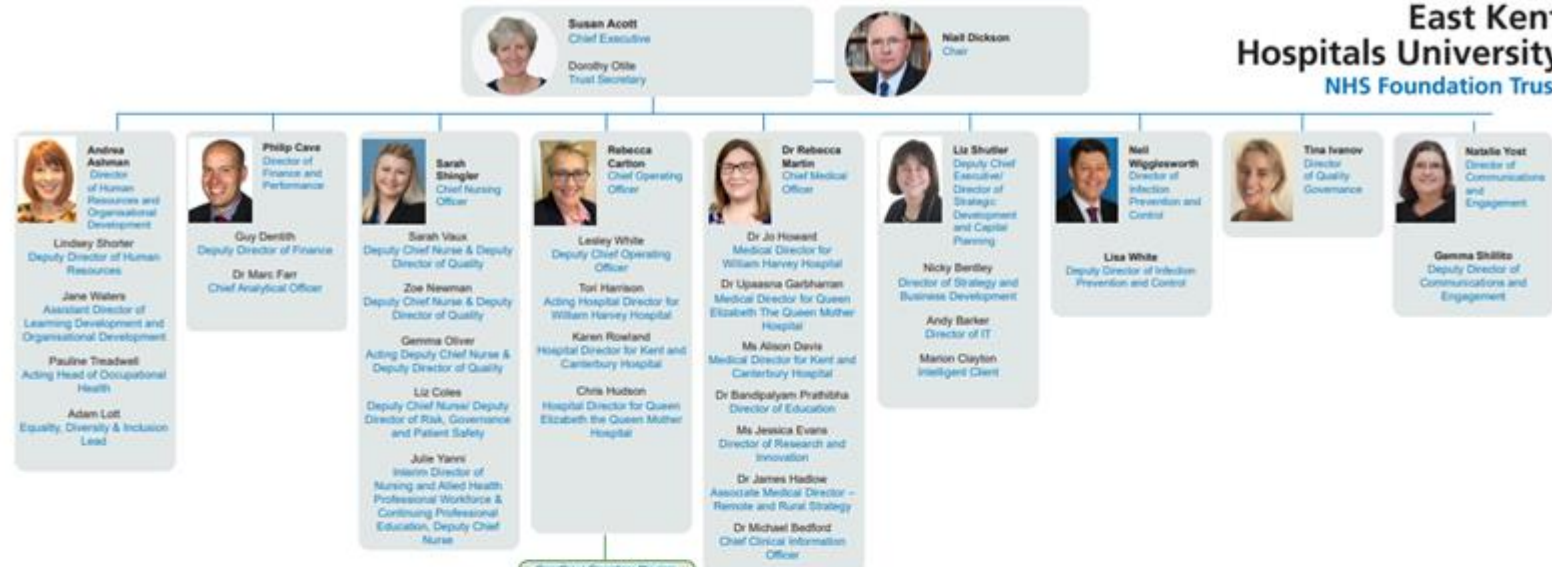 Susan Acott
Chief Executive
Dorothy Otite
Trust Secretary
Niall Dickson
Chair
East Kent
Hospitals University
NHS Foundation Trus
Andrea
Ashman
Director
of Human
Resources and
Organisational
Development
Lindsey Shorter
Deputy Director of Human
Resources
Jane Waters
Assistant Director of
Learning Development and
Organisational Development
Pauline Treadwell
Acting Head of Occupational
Health
Adam Lott
Equality, Diversity & Inclusion
Lead
Philip Cave
Director of
Finance and
Performance
Guy Dentith
Deputy Director of Finance
Dr Marc Farr
Chief Analytical Officer
Sarah
Shingler
Chief Nursing
Officer
Sarah Vaux
Deputy Chief Nurse & Deputy
Director of Quality
Zoe Newman
Deputy Chief Nurse & Deputy
Director of Quality
Gemma Oliver
Acting Deputy Chief Nurse &
Deputy Director of Quality
Liz Coles
Deputy Chief Nurse/ Deputy
Director of Risk, Governance
and Patient Safety
Julie Yanni
Interim Director of
Nursing and Allied Health
Professional Workforce &
Continuing Professional
Education, Deputy Chief
Nurse
Rebecca
Carlton
Chief Operating
Officer
Lesley White
Deputy Chief Operating
Officer
Tori Harrison
Acting Hospital Director for
William Harvey Hospital
Karen Rowland
Hospital Director for Kent and
Canterbury Hospital
Chris Hudson
Hospital Director for Queen
Elizabeth the Queen Mother
Hospital
Dr Rebecca
Martin
Chief Medical
Officer
Dr Jo Howard
Medical Director for
William Harvey Hospital
Dr Upaasna Garbharran
Medical Director for Queen
Elizabeth The Queen Mother
Hospital
Ms Alison Davis
Medical Director for Kent and
Canterbury Hospital
Dr Bandipalyam Prathibha
Director of Education
Ms Jessica Evans
Director of Research and
Innovation
Dr James Hadlow
Associate Medical Director –
Remote and Rural Strategy
Dr Michael Bedford
Chief Clinical Information
Officer
Liz Shutler
Deputy Chief
Executive/
Director of
Strategic
Development
and Capital
Planning
Nicky Bentley
Director of Strategy and
Business Development
Andy Barker
Director of IT
Marion Clayton
Intelligent Client
Neil
Wigglesworth
Director of
Infection
Prevention and
Control
Lisa White
Deputy Director of Infection
Prevention and Control
Tina Ivanov
Director
of Quality
Governance
Natalie Yost
Director of
Communications
and
Engagement
Gemma Shillito
Deputy Director of
Communications and
Engagement